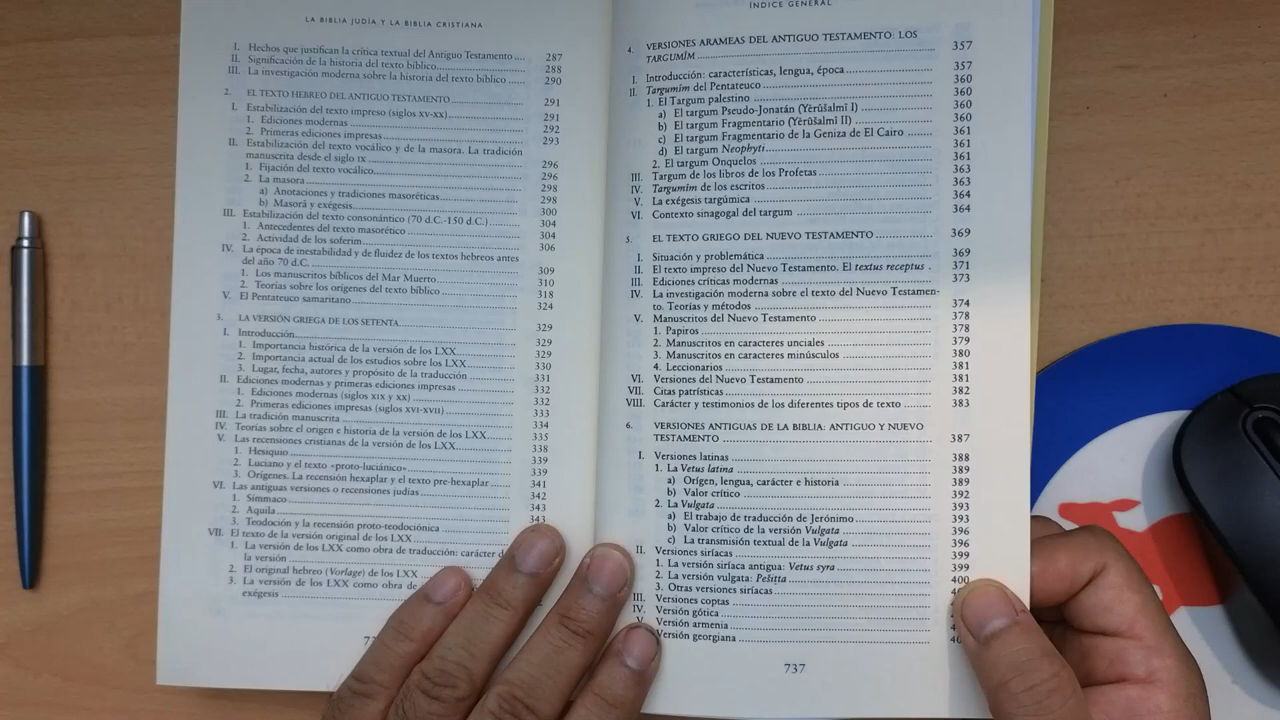 LA BIBLIA JUDÍA Y LA BIBLIA CRISTIANA
I. Hechos que justifican la crítica textual del Antiguo Testamento .... 287
II. Significación de la historia del texto bíblico ........ 288
III. La investigación moderna sobre la historia del texto bíblico ........ 290
2. EL TEXTO HEBREO DEL ANTIGUO TESTAMENTO ........ 291
I. Estabilización del texto impreso (siglos XV-XX) ........ 291
1. Ediciones modernas ........ 292
2. Primeras ediciones impresas ........ 293
II. Estabilización del texto vocálico y de la masora. La tradición
manuscrita desde el siglo IX ........ 296
1. Fijación del texto vocálico ........ 296
2. La masora ........ 298
a) Anotaciones y tradiciones masoréticas ........ 298
b) Masorá y exégesis ........ 300
III. Estabilización del texto consonántico (70 d.C.-150 d.C.) ........ 304
1. Antecedentes del texto masorético ........ 304
2. Actividad de los soferim ........ 306
IV. La época de inestabilidad y de fluidez de los textos hebreos antes
del año 70 d.C. ........ 309
1. Los manuscritos bíblicos del Mar Muerto ........ 310
2. Teorías sobre los orígenes del texto bíblico ........ 318
V. El Pentateuco samaritano ........ 324
3. LA VERSIÓN GRIEGA DE LOS SETENTA ........ 329
I. Introducción ........ 329
1. Importancia histórica de la versión de los LXX ........ 329
2. Importancia actual de los estudios sobre los LXX ........ 330
3. Lugar, fecha, autores y propósito de la traducción ........ 331
II. Ediciones modernas y primeras ediciones impresas ........ 332
1. Ediciones modernas (siglos XIX y XX) ........ 332
2. Primeras ediciones impresas (siglos XVI-XVII) ........ 333
III. La tradición manuscrita ........ 334
IV. Teorías sobre el origen e historia de la versión de los LXX ........ 335
V. Las recensiones cristianas de la versión de los LXX ........ 338
1. Hesiquio ........ 339
2. Luciano y el texto «proto-luciánico» ........ 339
3. Orígenes. La recensión hexaplar y el texto pre-hexaplar ........ 341
VI. Las antiguas versiones o recensiones judías ........ 342
1. Símmaco ........ 343
2. Aquila ........ 343
3. Teodoción y la recensión proto-teodociónica ........
VII. El texto de la versión original de los LXX ........
1. La versión de los LXX como obra de traducción: carácter
la versión ........
2. El original hebreo (Vorlage) de los LXX ........
3. La versión de los LXX como obra de
exégesis ........
ÍNDICE GENERAL
4. VERSIONES ARAMEAS DEL ANTIGUO TESTAMENTO: LOS
TARGUMÎM ........ 357
I. Introducción: características, lengua, época ........ 357
II. Targumîm del Pentateuco ........ 360
1. El Targum palestino ........ 360
a) El targum Pseudo-Jonatán (Yĕrûšalmî I) ........ 360
b) El targum Fragmentario (Yĕrûšalmî II) ........ 360
c) El targum Fragmentario de la Geniza de El Cairo ........ 361
d) El targum Neophyti ........ 361
2. El targum Onquelos ........ 361
III. Targum de los libros de los Profetas ........ 363
IV. Targumîm de los escritos ........ 363
V. La exégesis targúmica ........ 364
VI. Contexto sinagogal del targum ........ 364
5. EL TEXTO GRIEGO DEL NUEVO TESTAMENTO ........ 369
I. Situación y problemática ........ 369
II. El texto impreso del Nuevo Testamento. El textus receptus . 371
III. Ediciones críticas modernas ........ 373
IV. La investigación moderna sobre el texto del Nuevo Testamen-
to. Teorías y métodos ........ 374
V. Manuscritos del Nuevo Testamento ........ 378
1. Papiros ........ 378
2. Manuscritos en caracteres unciales ........ 379
3. Manuscritos en caracteres minúsculos ........ 380
4. Leccionarios ........ 381
VI. Versiones del Nuevo Testamento ........ 381
VII. Citas patrísticas ........ 382
VIII. Carácter y testimonios de los diferentes tipos de texto ........ 383
6. VERSIONES ANTIGUAS DE LA BIBLIA: ANTIGUO Y NUEVO
TESTAMENTO ........ 387
I. Versiones latinas ........ 388
1. La Vetus latina ........ 389
a) Orígen, lengua, carácter e historia ........ 389
b) Valor crítico ........ 392
2. La Vulgata ........ 393
a) El trabajo de traducción de Jerónimo ........ 393
b) Valor crítico de la versión Vulgata ........ 396
c) La transmisión textual de la Vulgata ........ 396
II. Versiones siríacas ........ 399
1. La versión siríaca antigua: Vetus syra ........ 399
2. La versión vulgata: Pešitta ........ 400
3. Otras versiones siríacas ........
III. Versiones coptas ........
IV. Versión gótica ........
V. Versión armenia ........
Versión georgiana ........
737